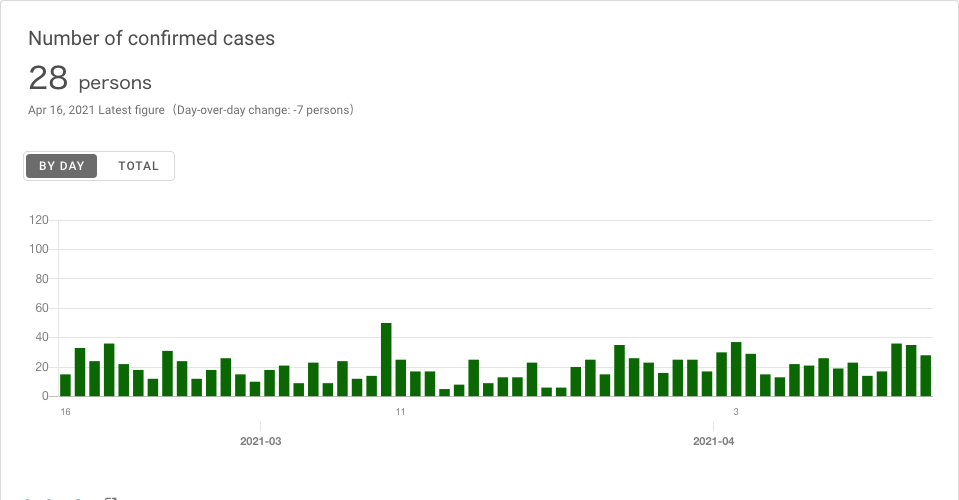 Number of confirmed cases
28 persons
Apr 16, 2021 Latest figure（Day-over-day change: -7 persons）
BY DAY TOTAL
120
100
80
60
40
20
0
16 11 3
2021-03 2021-04